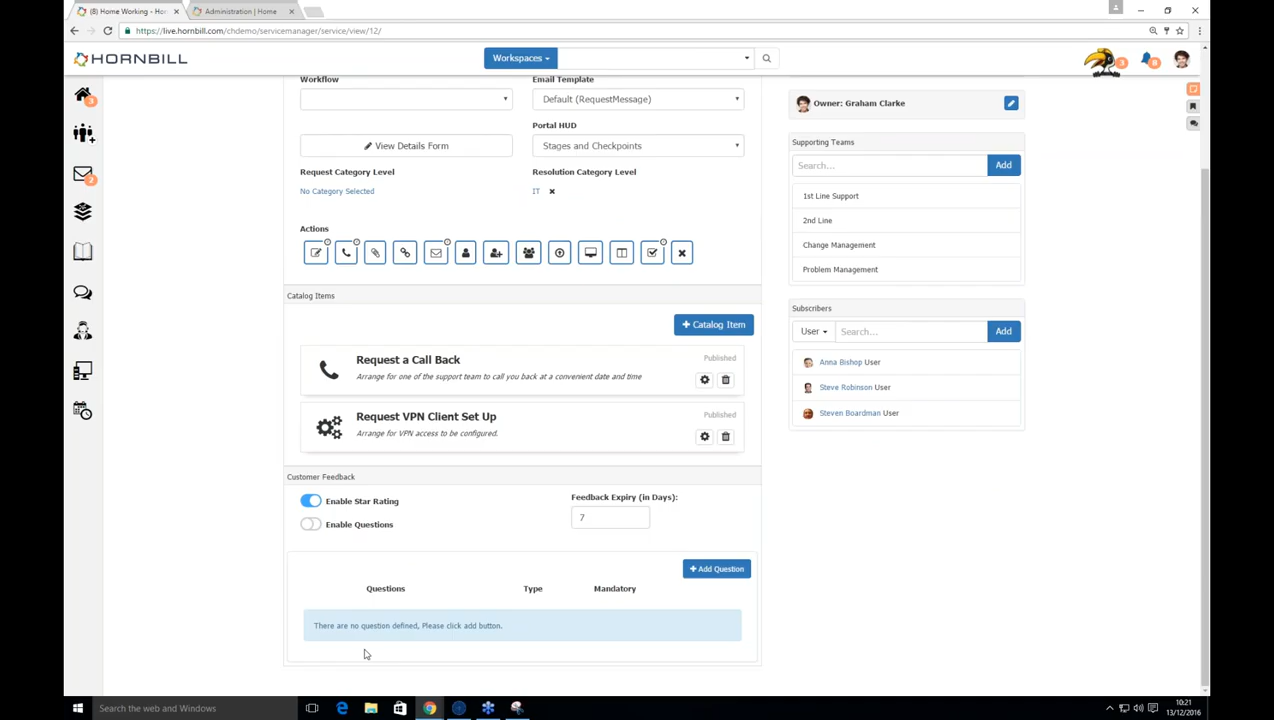 (8) Home Working - Ho
Administration | Home
https://live.hornbill.com/chdemo/servicemanager/service/view/12/
HORNBILL
Workspaces
3
8
3
2
Workflow
Email Template
Default (RequestMessage)
Portal HUD
View Details Form
Stages and Checkpoints
Request Category Level
Resolution Category Level
No Category Selected
IT
Actions
Catalog Items
+ Catalog Item
Request a Call Back
Published
Arrange for one of the support team to call you back at a convenient date and time
Request VPN Client Set Up
Published
Arrange for VPN access to be configured.
Customer Feedback
Enable Star Rating
Feedback Expiry (in Days):
7
Enable Questions
+ Add Question
Questions
Type
Mandatory
There are no question defined, Please click add button.
Owner: Graham Clarke
Supporting Teams
Search...
Add
1st Line Support
2nd Line
Change Management
Problem Management
Subscribers
User
Search...
Add
Anna Bishop User
Steve Robinson User
Steven Boardman User
Search the web and Windows
10:21
13/12/2016